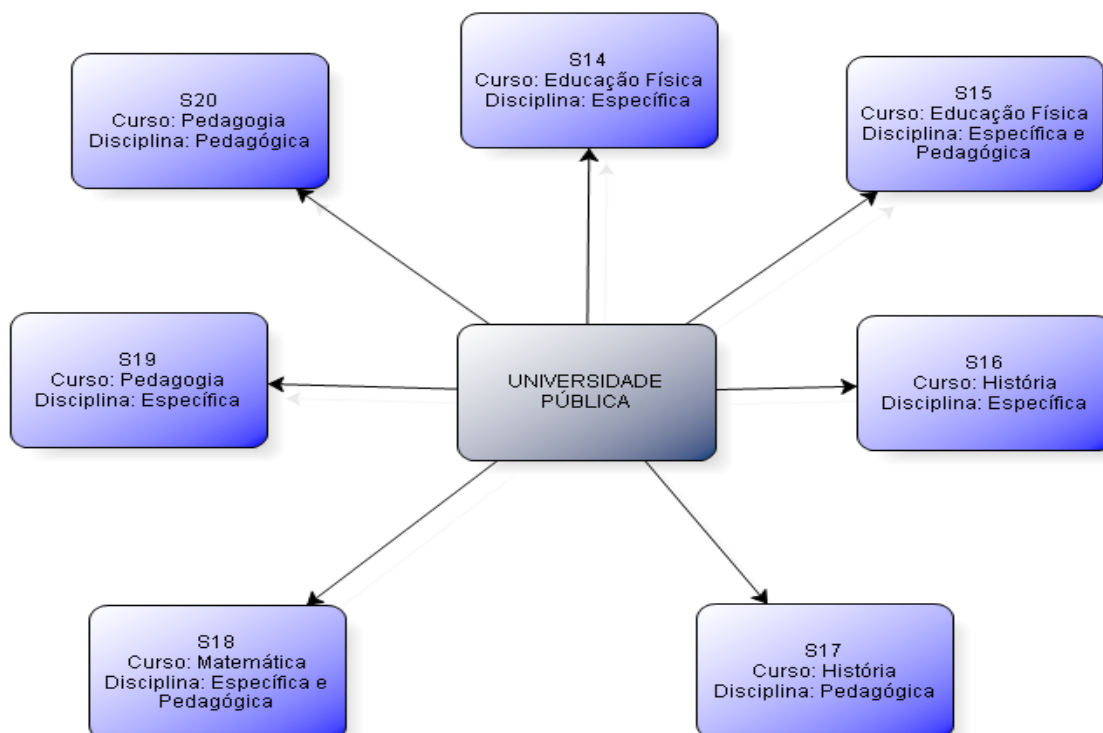 S14
Curso: Educação Física
Disciplina: Específica
S20
Curso: Pedagogia
Disciplina: Pedagógica
S15
Curso: Educação Física
Disciplina: Específica e
Pedagógica
S19
Curso: Pedagogia
Disciplina: Específica
UNIVERSIDADE
PÚBLICA
S16
Curso: História
Disciplina: Específica
S18
Curso: Matemática
Disciplina: Específica e
Pedagógica
S17
Curso: História
Disciplina: Pedagógica